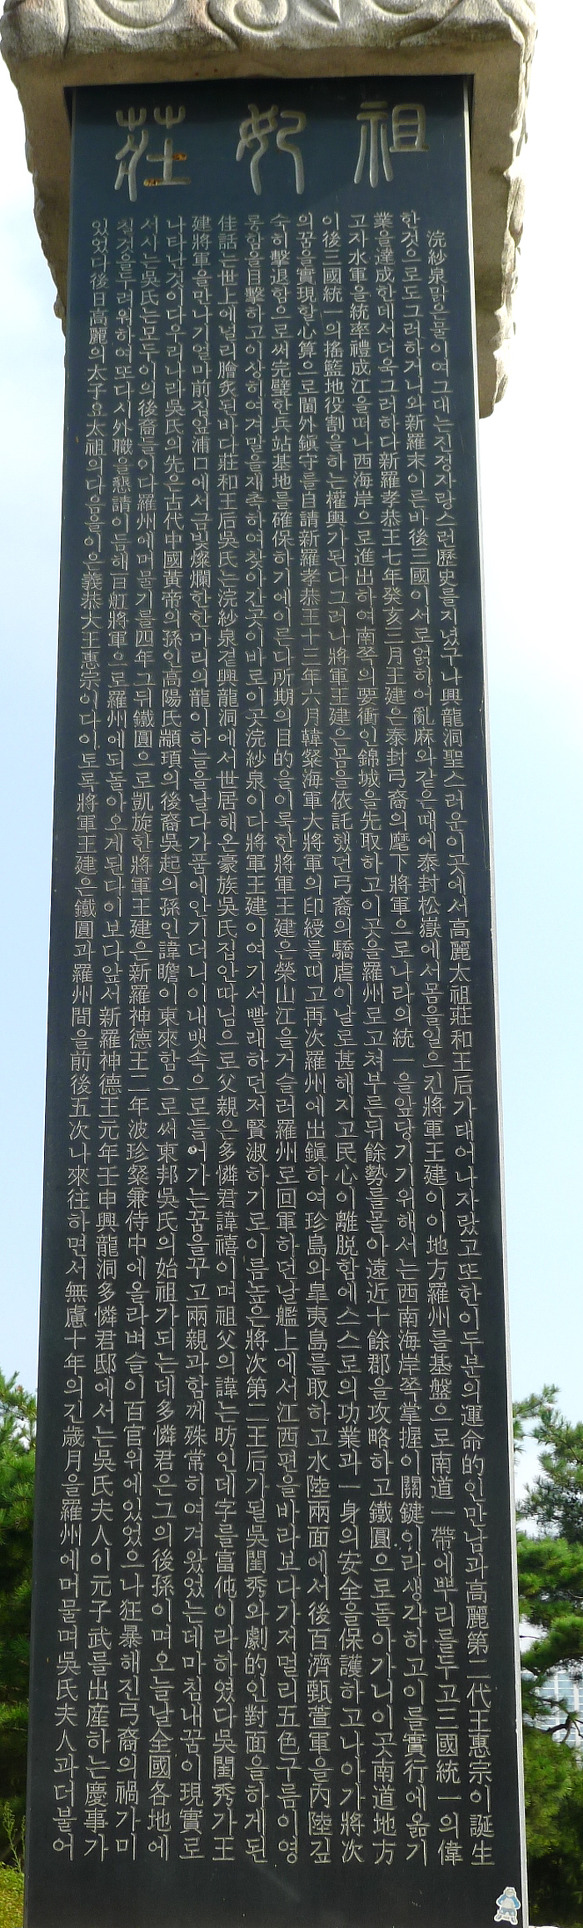 祖 妣 莊
浣紗泉맑은물이여그대는진정자랑스런歷史를지녔구나興龍洞聖스러운이곳에서高麗太祖莊和王后가태어나자랐고또한이두분의運命的인만남과高麗第二代王惠宗이誕生
한것으로도그러하거니와新羅末이른바後三國이서로얽히어亂麻와같은때에泰封松嶽에서몸을일으킨將軍王建이이地方羅州를基盤으로南道一帶에뿌리를두고三國統一의偉
業을達成한데서더욱그러하다新羅孝恭王七年癸亥三月王建은泰封弓裔의麾下將軍으로나라의統一을앞당기기위해서는西南海岸쪽掌握이關鍵이라생각하고이를實行에옮기
고자水軍을統率禮成江을떠나西海岸으로進出하여南쪽의要衝인錦城을先取하고이곳을羅州로고쳐부른뒤餘勢를몰아遠近十餘郡을攻略하고鐵圓으로돌아가니이곳南道地方
이後三國統一의搖籃地役割을하는權輿가된다그러나將軍王建은몸을依託했던弓裔의驕虐이날로甚해지고民心이離脫함에스스로의功業과一身의安全을保護하고나아가將次
의꿈을實現할心算으로閫外鎭守를自請新羅孝恭王十三年六月韓粲海軍大將軍의印綬를띠고再次羅州에出鎭하여珍島와皐夷島를取하고水陸兩面에서後百濟甄萱軍을內陸깊
숙히擊退함으로써完璧한兵站基地를確保하기에이른다所期의目的을이룩한將軍王建은榮山江을거슬러羅州로回軍하던날艦上에서江西편을바라보다가저멀리五色구름이영
롱함을目擊하고이상히여겨말을재촉하여찾아간곳이바로이곳浣紗泉이다將軍王建이여기서빨래하던저賢淑하기로이름높은將次第二王后가될吳閨秀와劇的인對面을하게된
佳話는世上에널리膾炙된바다莊和王后吳氏는浣紗泉곁興龍洞에서世居해온豪族吳氏집안따님으로父親은多憐君諱禧이며祖父의諱는昉인데字를富伅이라하였다吳閨秀가王
建將軍을만나기얼마前집앞浦口에서금빛燦爛한한마리의龍이하늘을날다가품에안기더니이내뱃속으로들어가는꿈을꾸고兩親과함께殊常히여겨왔었는데마침내꿈이現實로
나타난것이다우리나라吳氏의先은古代中國黃帝의孫인高陽氏顓頊의後裔吳起의孫인諱瞻이東來함으로써東邦吳氏의始祖가되는데多憐君은그의後孫이며오늘날全國各地에
서사는吳氏는모두이의後裔들이다羅州에머물기를四年그뒤鐵圓으로凱旋한將軍王建은新羅神德王二年波珍粲兼侍中에올라벼슬이百官위에있었으나狂暴해진弓裔의禍가미
칠것을두려워하여또다시外職을懇請이듬해百舡將軍으로羅州에되돌아오게된다이보다앞서新羅神德王元年壬申興龍洞多憐君邸에서는吳氏夫人이元子武를出産하는慶事가
있었다後日高麗의太子요太祖의다음을이은義恭大王惠宗이다이토록將軍王建은鐵圓과羅州間을前後五次나來往하면서無慮十年의긴歲月을羅州에머물며吳氏夫人과더불어